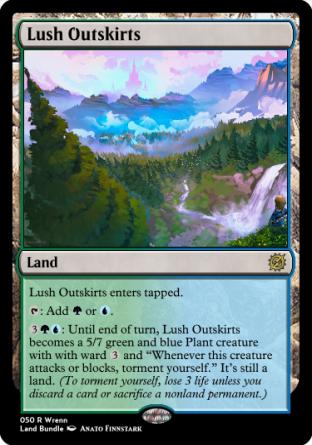 Lush Outskirts
Land
Lush Outskirts enters tapped.
: Add or .
3 : Until end of turn, Lush Outskirts
becomes a 5/7 green and blue Plant creature
with with ward 3 and “Whenever this creature
attacks or blocks, torment yourself.” It's still a
land. (To torment yourself, lose 3 life unless you
discard a card or sacrifice a nonland permanent.)
050 R Wrenn
Land Bundle Anato Finnstark